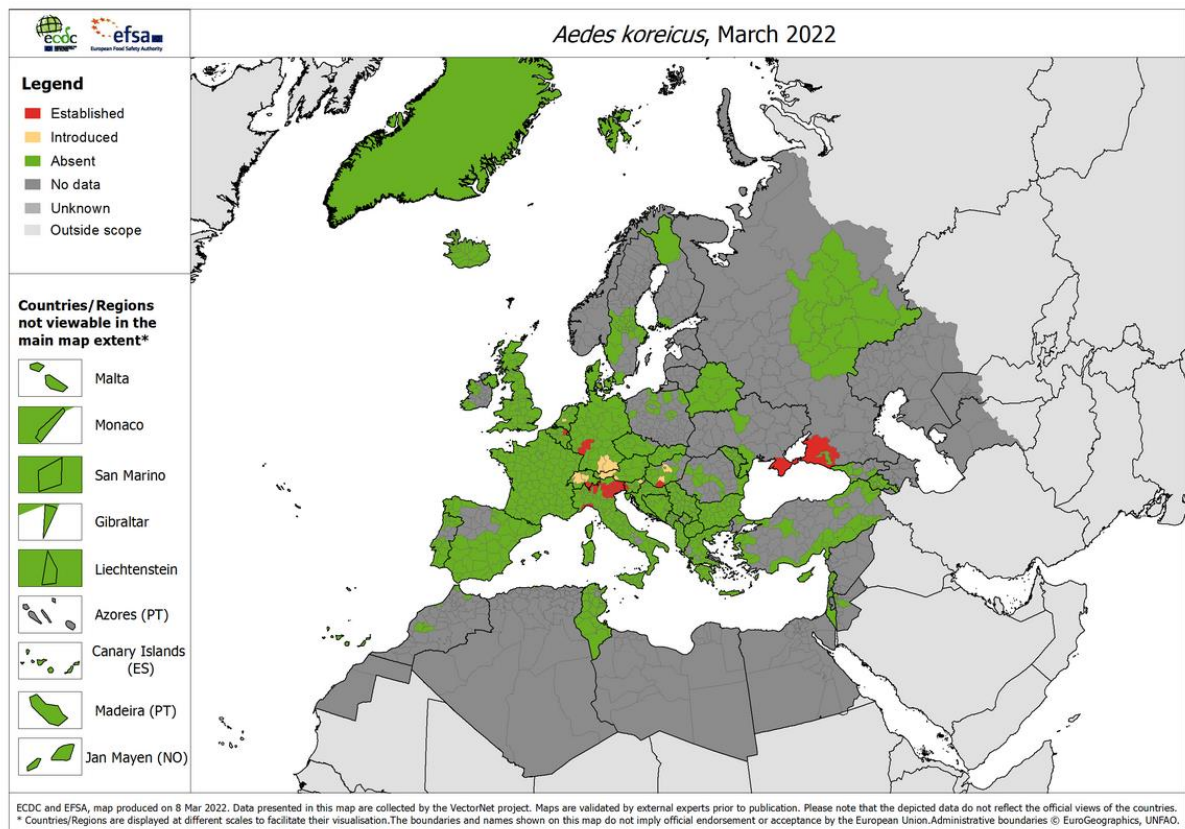 ecdc
efsa
European Food Safety Authority
Aedes koreicus, March 2022
Legend
Established
Introduced
Absent
No data
Unknown
Outside scope
Countries/Regions
not viewable in the
main map extent*
Malta
Monaco
San Marino
Gibraltar
Liechtenstein
Azores (PT)
Canary Islands
(ES)
Madeira (PT)
Jan Mayen (NO)
ECDC and EFSA, map produced on 8 Mar 2022. Data presented in this map are collected by the VectorNet project. Maps are validated by external experts prior to publication. Please note that the depicted data do not reflect the official views of the countries.
* Countries/Regions are displayed at different scales to facilitate their visualisation.The boundaries and names shown on this map do not imply official endorsement or acceptance by the European Union.Administrative boundaries © EuroGeographics, UNFAO.